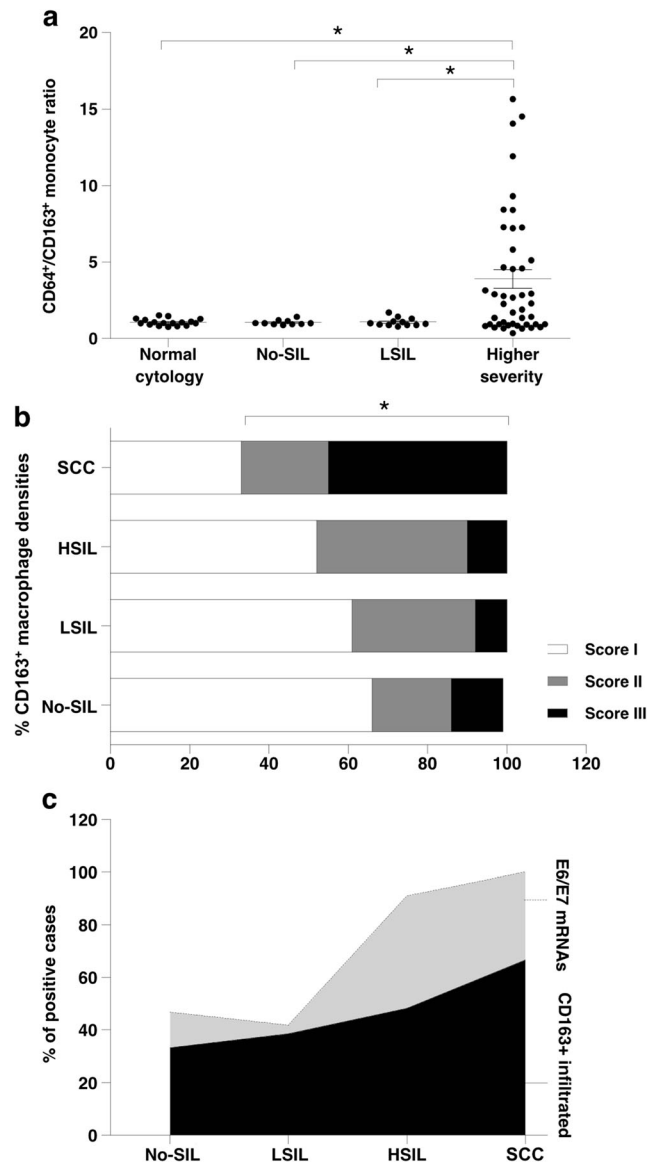 a
CD64+/CD163+ monocyte ratio
20
15
10
5
0
*
*
*
Normal
cytology
No-SIL
LSIL
Higher
severity
b
% CD163+ macrophage densities
*
SCC
HSIL
LSIL
No-SIL
Score I
Score II
Score III
0 20 40 60 80 100 120
c
% of positive cases
120
100
80
60
40
20
0
No-SIL LSIL HSIL SCC
E6/E7 mRNAs
CD163+ infiltrated